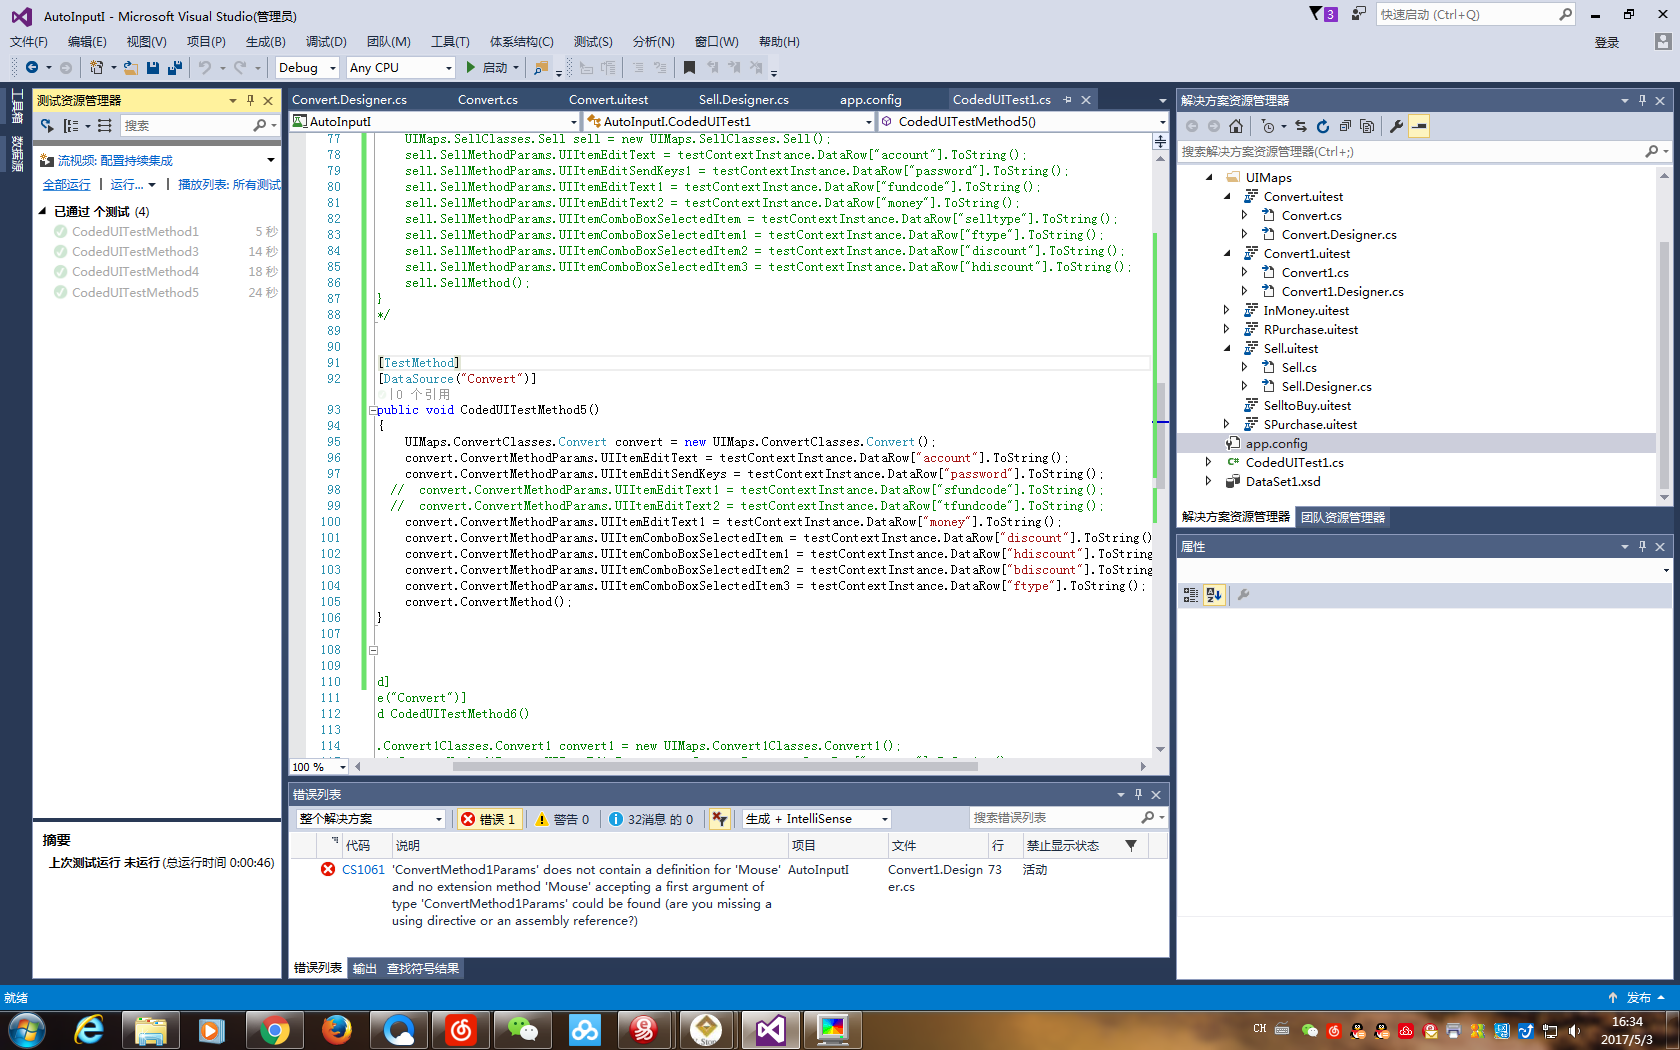 AutoInputI - Microsoft Visual Studio(管理员)
3
快速启动 (Ctrl+Q)
文件(F) 编辑(E) 视图(V) 项目(P) 生成(B) 调试(D) 团队(M) 工具(T) 体系结构(C) 测试(S) 分析(N) 窗口(W) 帮助(H)
登录
Debug Any CPU 启动
工具箱
数据源
测试资源管理器
搜索
流视频: 配置持续集成
全部运行 | 运行... | 播放列表: 所有测试
已通过 个测试 (4)
CodedUITestMethod1 5 秒
CodedUITestMethod3 14 秒
CodedUITestMethod4 18 秒
CodedUITestMethod5 24 秒
摘要
上次测试运行 未运行 (总运行时间 0:00:46)
Convert.Designer.cs Convert.cs Convert.uitest Sell.Designer.cs app.config CodedUITest1.cs
AutoInputI AutoInputI.CodedUITest1 CodedUITestMethod5()
77 UIMaps.SellClasses.Sell sell = new UIMaps.SellClasses.Sell();
78 sell.SellMethodParams.UIItemEditText = testContextInstance.DataRow["account"].ToString();
79 sell.SellMethodParams.UIItemEditSendKeys1 = testContextInstance.DataRow["password"].ToString();
80 sell.SellMethodParams.UIItemEditText1 = testContextInstance.DataRow["fundcode"].ToString();
81 sell.SellMethodParams.UIItemEditText2 = testContextInstance.DataRow["money"].ToString();
82 sell.SellMethodParams.UIItemComboBoxSelectedItem = testContextInstance.DataRow["selltype"].ToString();
83 sell.SellMethodParams.UIItemComboBoxSelectedItem1 = testContextInstance.DataRow["ftype"].ToString();
84 sell.SellMethodParams.UIItemComboBoxSelectedItem2 = testContextInstance.DataRow["discount"].ToString();
85 sell.SellMethodParams.UIItemComboBoxSelectedItem3 = testContextInstance.DataRow["hdiscount"].ToString();
86 sell.SellMethod();
87 }
88 */
89
90
91 [TestMethod]
92 [DataSource("Convert")]
|0 个引用
93 public void CodedUITestMethod5()
94 {
95 UIMaps.ConvertClasses.Convert convert = new UIMaps.ConvertClasses.Convert();
96 convert.ConvertMethodParams.UIItemEditText = testContextInstance.DataRow["account"].ToString();
97 convert.ConvertMethodParams.UIItemEditSendKeys = testContextInstance.DataRow["password"].ToString();
98 // convert.ConvertMethodParams.UIItemEditText1 = testContextInstance.DataRow["sfundcode"].ToString();
99 // convert.ConvertMethodParams.UIItemEditText2 = testContextInstance.DataRow["tfundcode"].ToString();
100 convert.ConvertMethodParams.UIItemEditText1 = testContextInstance.DataRow["money"].ToString();
101 convert.ConvertMethodParams.UIItemComboBoxSelectedItem = testContextInstance.DataRow["discount"].ToString()
102 convert.ConvertMethodParams.UIItemComboBoxSelectedItem1 = testContextInstance.DataRow["hdiscount"].ToString
103 convert.ConvertMethodParams.UIItemComboBoxSelectedItem2 = testContextInstance.DataRow["bdiscount"].ToString
104 convert.ConvertMethodParams.UIItemComboBoxSelectedItem3 = testContextInstance.DataRow["ftype"].ToString();
105 convert.ConvertMethod();
106 }
107
108
109
110 d]
111 e("Convert")]
112 d CodedUITestMethod6()
113
114 .Convert1Classes.Convert1 convert1 = new UIMaps.Convert1Classes.Convert1();
100 %
错误列表
整个解决方案 错误 1 警告 0 32消息 的 0 生成 + IntelliSense 搜索错误列表
代码 说明 项目 文件 行 禁止显示状态
CS1061 'ConvertMethod1Params' does not contain a definition for 'Mouse' AutoInputI Convert1.Design 73 活动
and no extension method 'Mouse' accepting a first argument of er.cs
type 'ConvertMethod1Params' could be found (are you missing a
using directive or an assembly reference?)
错误列表 输出 查找符号结果
解决方案资源管理器
搜索解决方案资源管理器(Ctrl+;)
UIMaps
Convert.uitest
Convert.cs
Convert.Designer.cs
Convert1.uitest
Convert1.cs
Convert1.Designer.cs
InMoney.uitest
RPurchase.uitest
Sell.uitest
Sell.cs
Sell.Designer.cs
SelltoBuy.uitest
SPurchase.uitest
app.config
CodedUITest1.cs
DataSet1.xsd
解决方案资源管理器 团队资源管理器
属性
就绪
发布
CH
16:34
2017/5/3